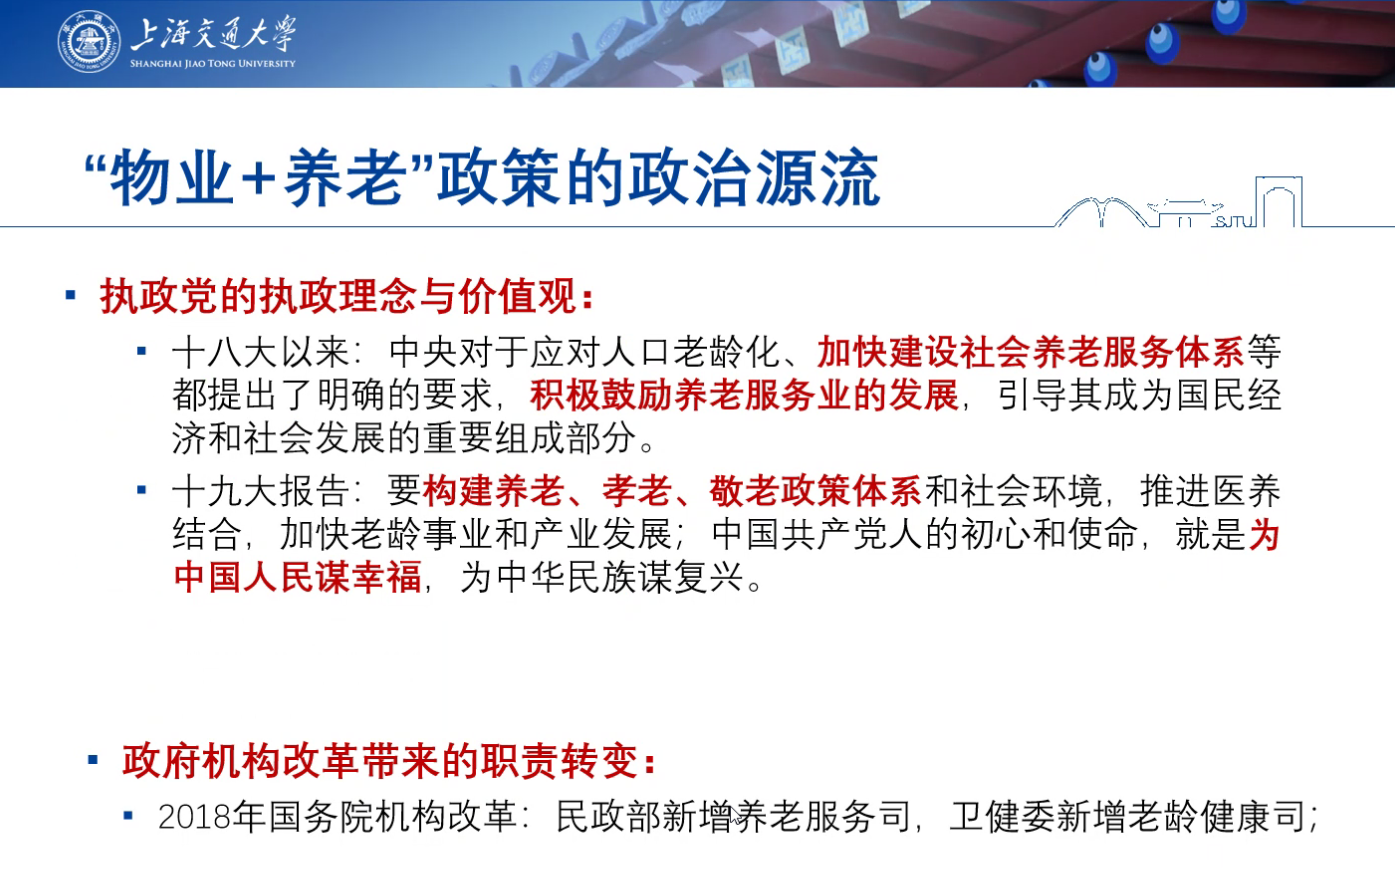 上海交通大学
SHANGHAI JIAO TONG UNIVERSITY
“物业+养老”政策的政治源流
SJTU
▪ 执政党的执政理念与价值观：
▪ 十八大以来：中央对于应对人口老龄化、加快建设社会养老服务体系等
都提出了明确的要求，积极鼓励养老服务业的发展，引导其成为国民经
济和社会发展的重要组成部分。
▪ 十九大报告：要构建养老、孝老、敬老政策体系和社会环境，推进医养
结合，加快老龄事业和产业发展；中国共产党人的初心和使命，就是为
中国人民谋幸福，为中华民族谋复兴。
▪ 政府机构改革带来的职责转变：
▪ 2018年国务院机构改革：民政部新增养老服务司，卫健委新增老龄健康司；